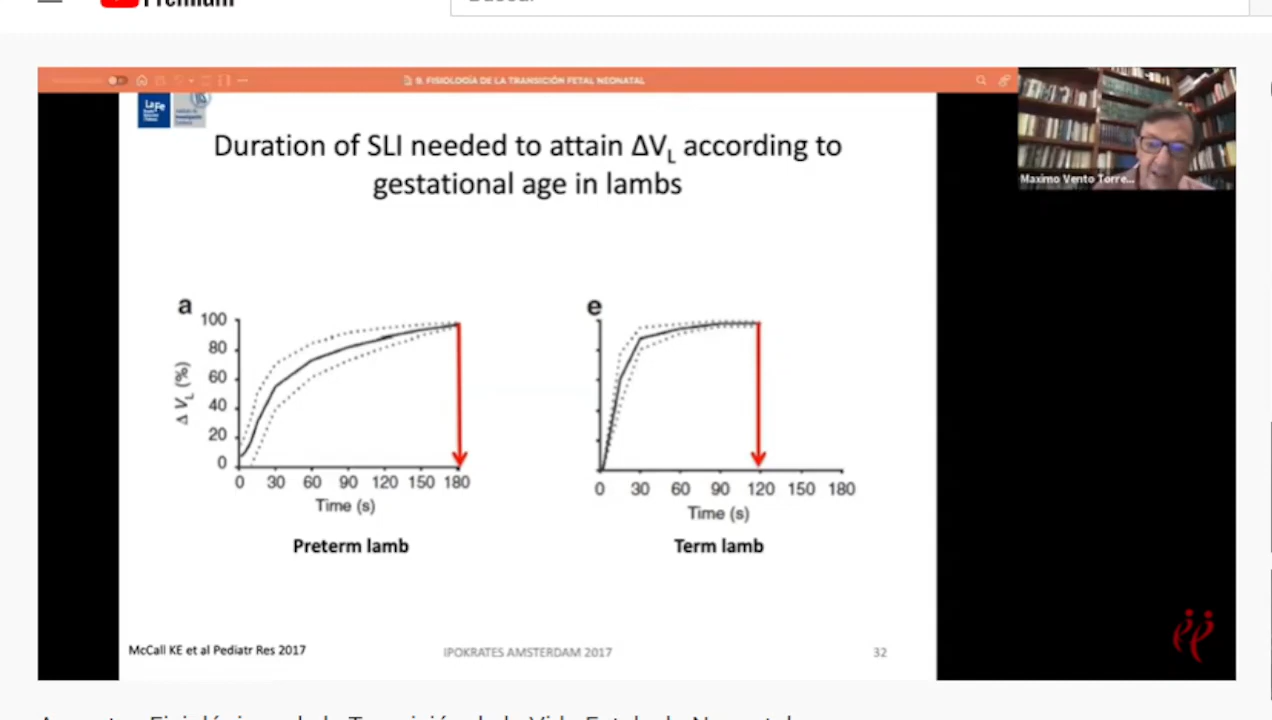 Premium
9. FISIOLOGÍA DE LA TRANSICIÓN FETAL NEONATAL
Maximo Vento Torre...
La Fe
Duration of SLI needed to attain ΔVL according to
gestational age in lambs
a
100
80
60
40
20
0
Δ VL (%)
0 30 60 90 120 150 180
Time (s)
Preterm lamb
e
0 30 60 90 120 150 180
Time (s)
Term lamb
McCall KE et al Pediatr Res 2017
IPOKRATES AMSTERDAM 2017
32